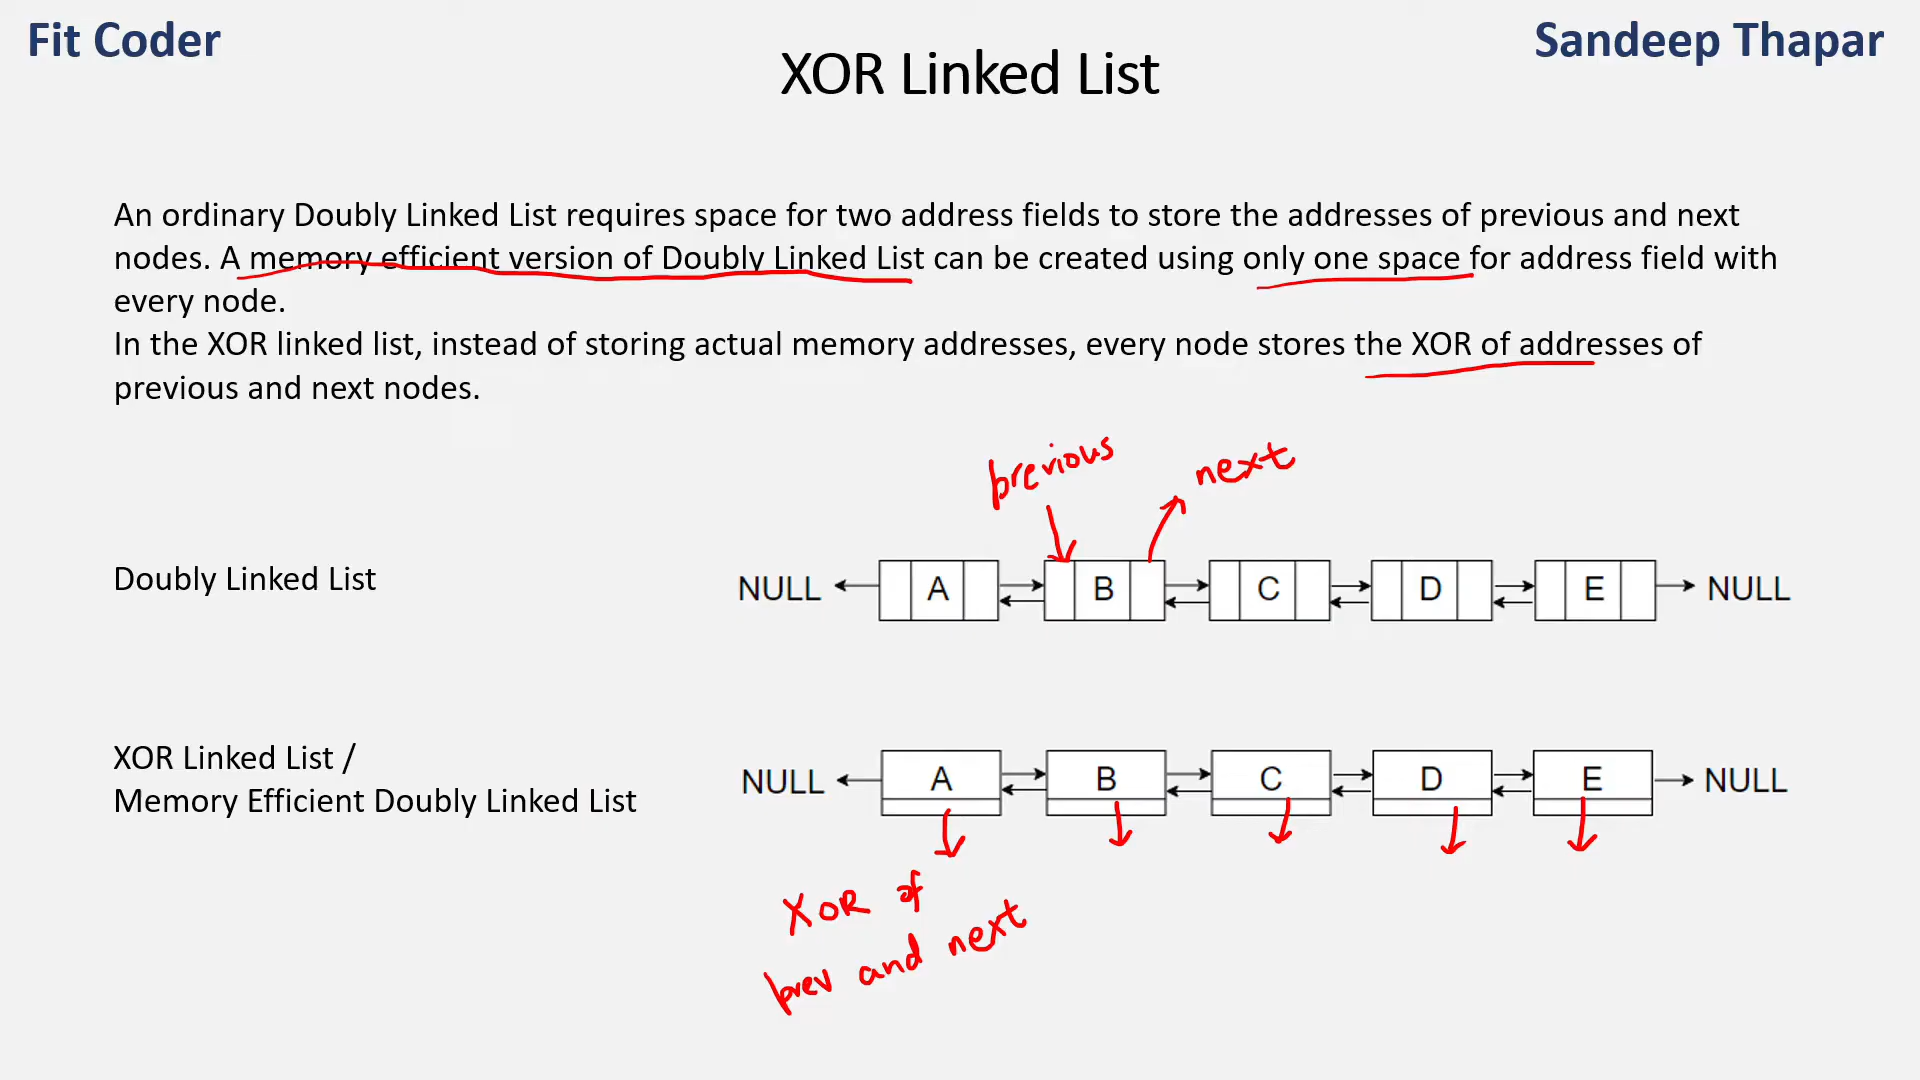 Fit Coder
Sandeep Thapar
XOR Linked List
An ordinary Doubly Linked List requires space for two address fields to store the addresses of previous and next
nodes. A memory efficient version of Doubly Linked List can be created using only one space for address field with
every node.
In the XOR linked list, instead of storing actual memory addresses, every node stores the XOR of addresses of
previous and next nodes.
previous
next
Doubly Linked List
NULL A B C D E NULL
XOR Linked List /
Memory Efficient Doubly Linked List
NULL A B C D E NULL
XOR of
prev and next